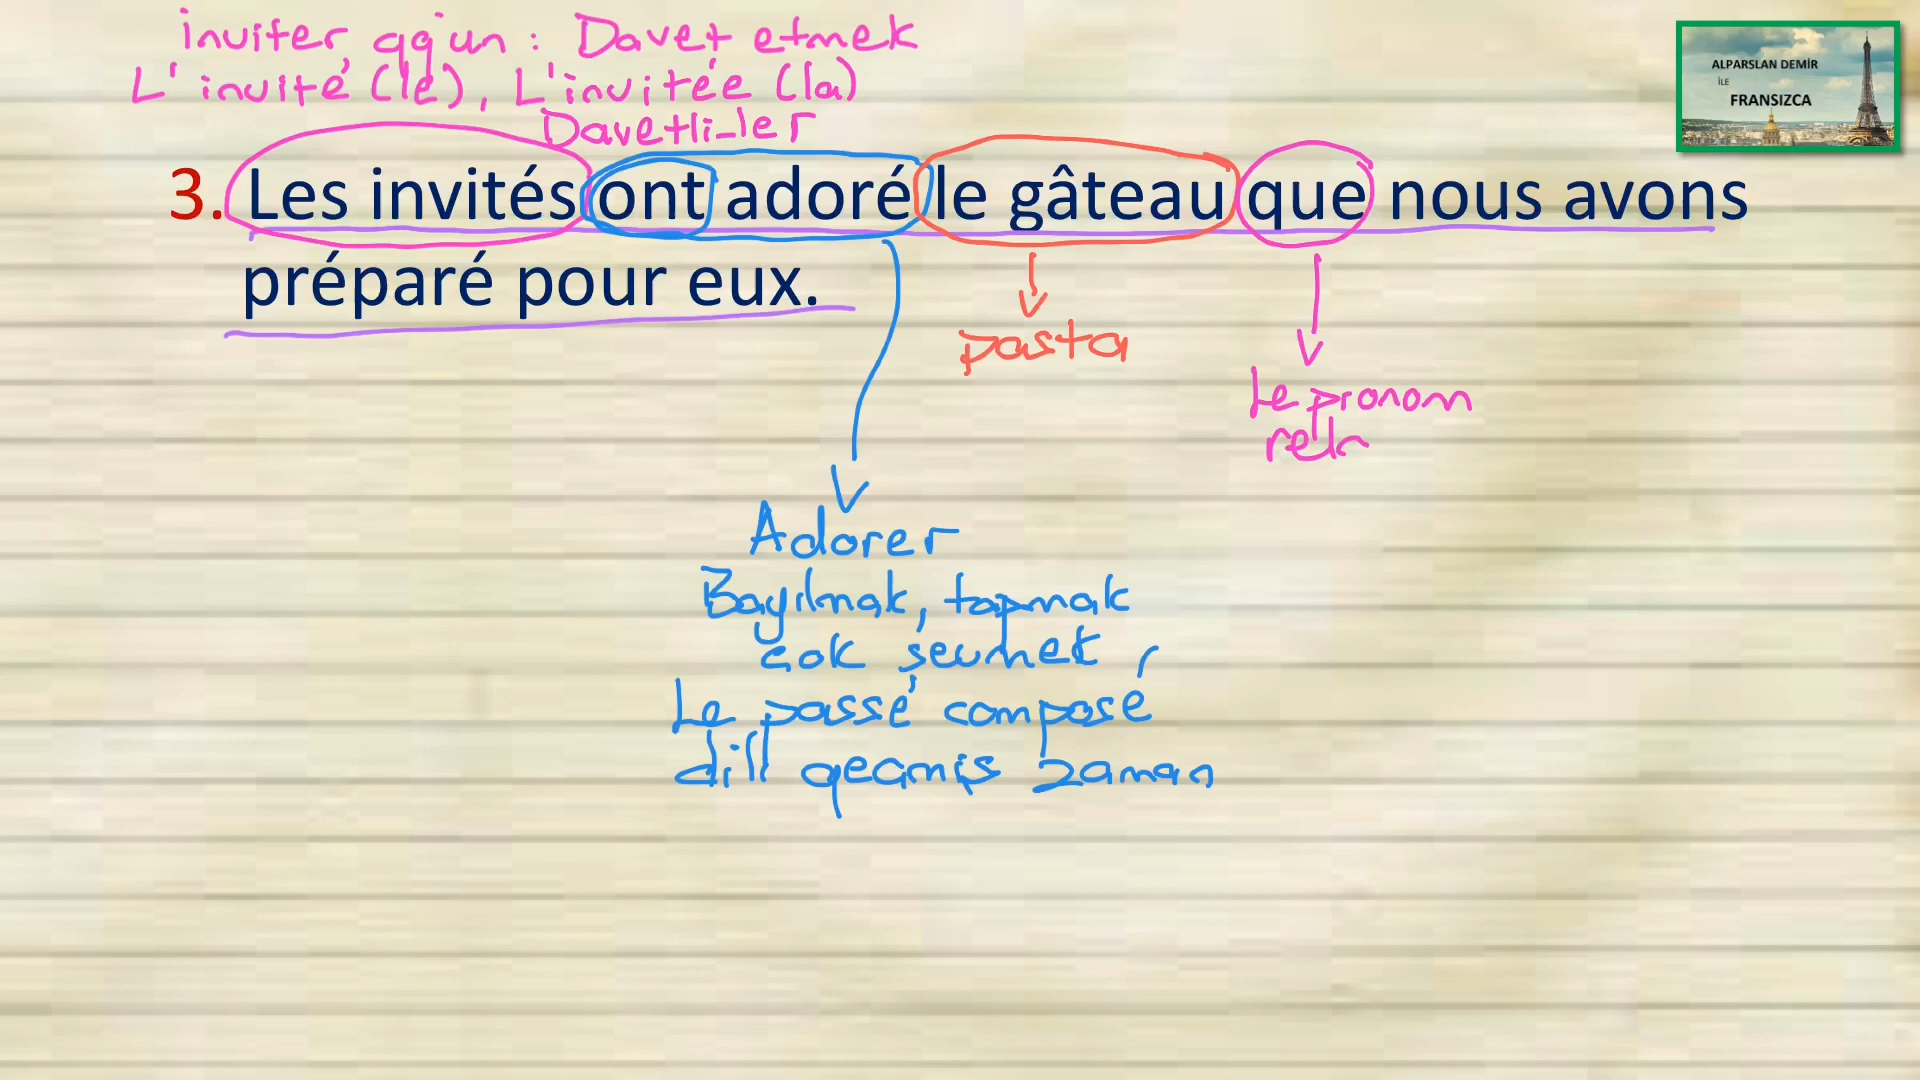 inviter qq'un : Davet etmek
L'invité (le), L'invitée (la)
Davetli-ler
ALPARSLAN DEMİR
İLE
FRANSIZCA
3. Les invités ont adoré le gâteau que nous avons
préparé pour eux.
pasta
Le pronom
rela
Adorer
Bayılmak, tapmak
çok sevmek,
Le passé composé
dili geçmiş zaman